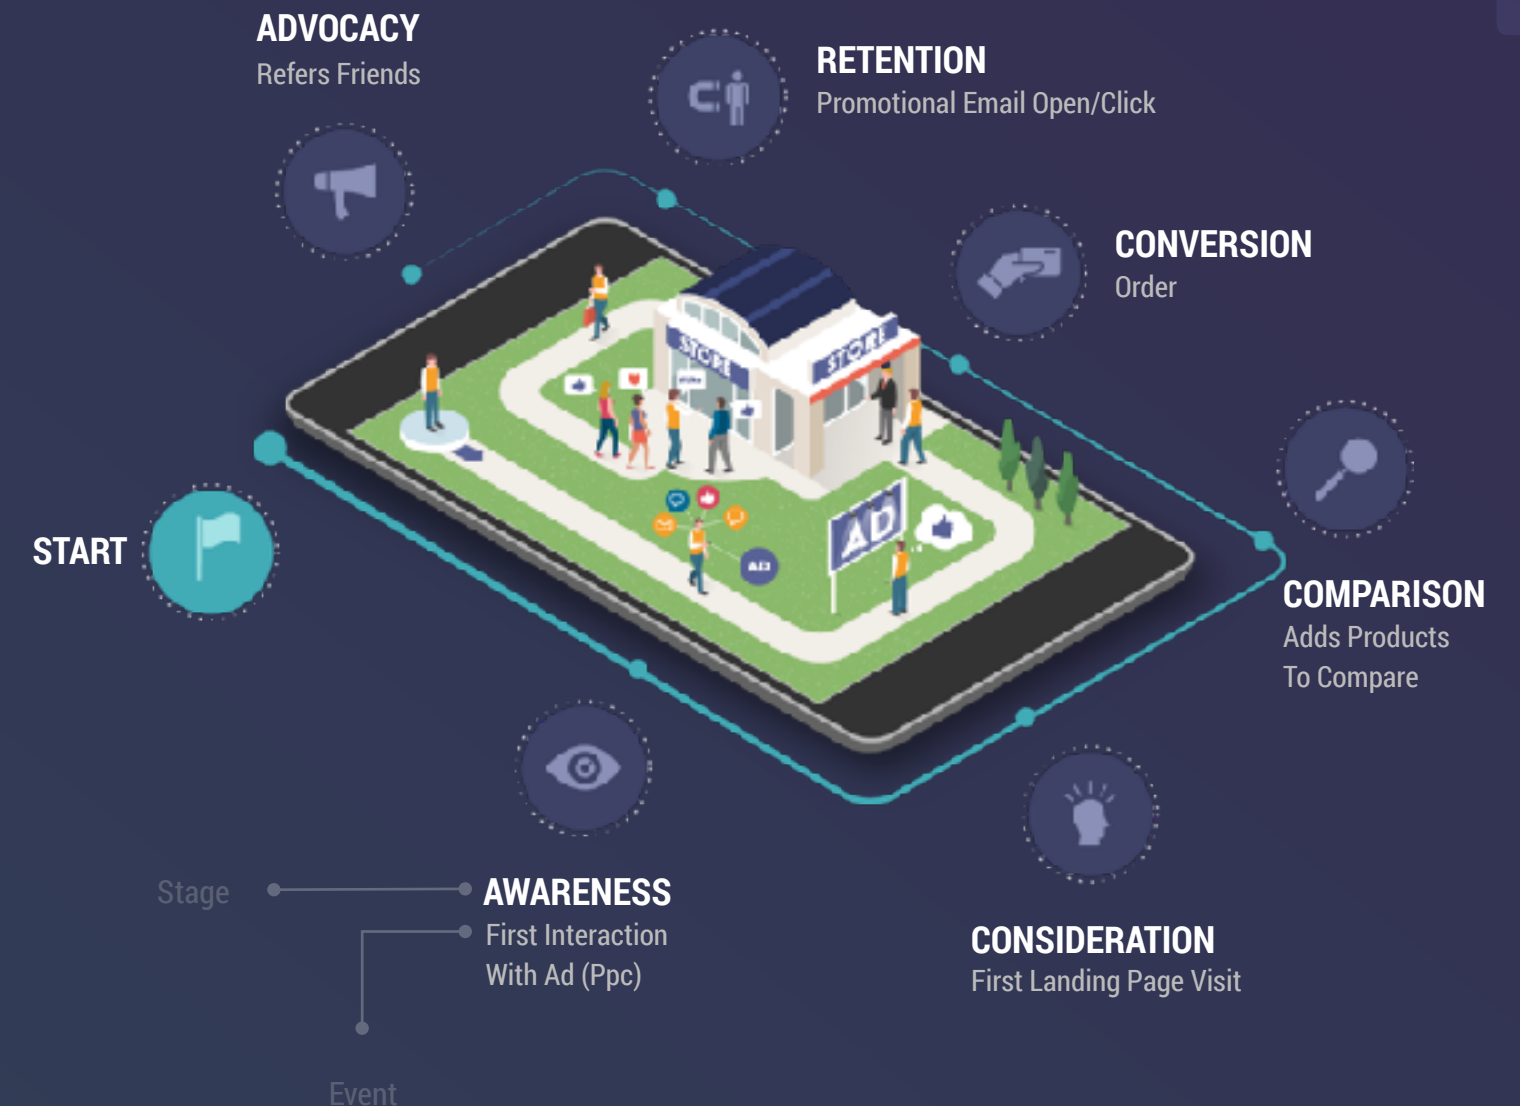 ADVOCACY
Refers Friends
RETENTION
Promotional Email Open/Click
CONVERSION
Order
STORE
STORE
START
AD
COMPARISON
Adds Products
To Compare
Stage
AWARENESS
First Interaction
With Ad (Ppc)
CONSIDERATION
First Landing Page Visit
Event